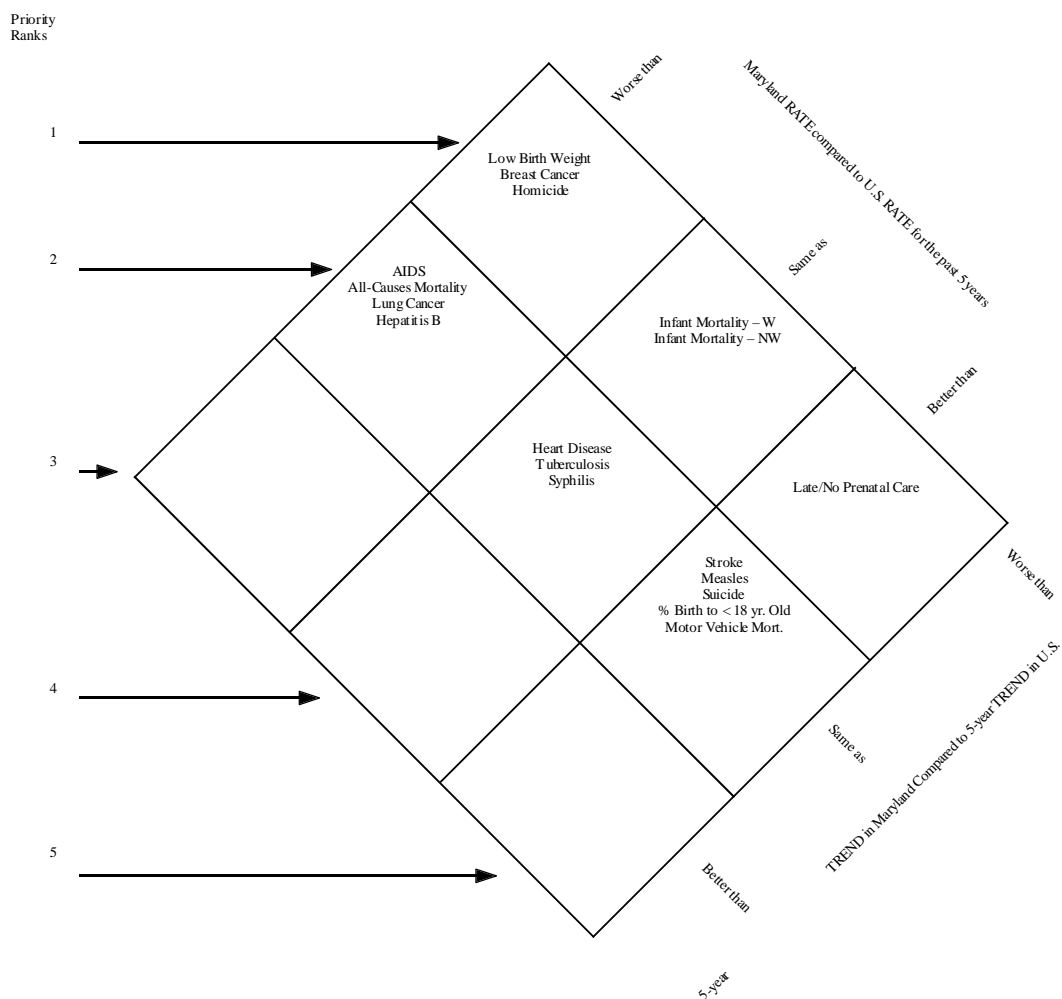 Priority
Ranks
Worse than
Maryland RATE compared to U.S. RATE for the past 5 years
1
Low Birth Weight
Breast Cancer
Homicide
Same as
2
AIDS
All-Causes Mortality
Lung Cancer
Hepatitis B
Infant Mortality – W
Infant Mortality – NW
Better than
3
Heart Disease
Tuberculosis
Syphilis
Late/No Prenatal Care
Worse than
Stroke
Measles
Suicide
% Birth to < 18 yr. Old
Motor Vehicle Mort.
4
Same as
TREND in Maryland Compared to 5-year TREND in U.S.
5
Better than
5-year